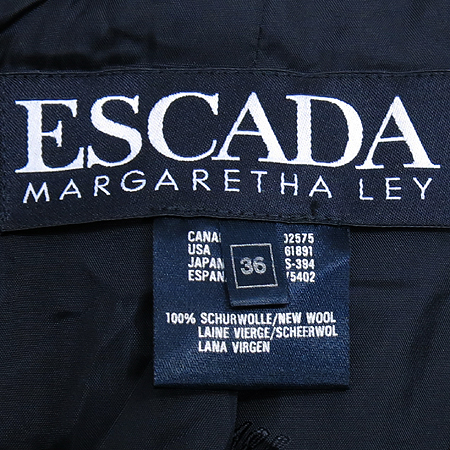 ESCADA
MARGARETHA LEY
CANA 02575
USA 61891
JAPAN S-394
ESPAN 75402
36
100% SCHURWOLLE/NEW WOOL
LAINE VIERGE/SCHEERWOL
LANA VIRGEN